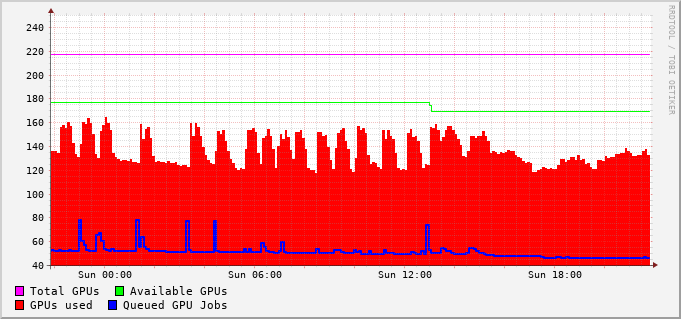 240
220
200
180
160
140
120
100
80
60
40
Sun 00:00 Sun 06:00 Sun 12:00 Sun 18:00
Total GPUs Available GPUs
GPUs used Queued GPU Jobs
RRDTOOL / TOBI OETIKER